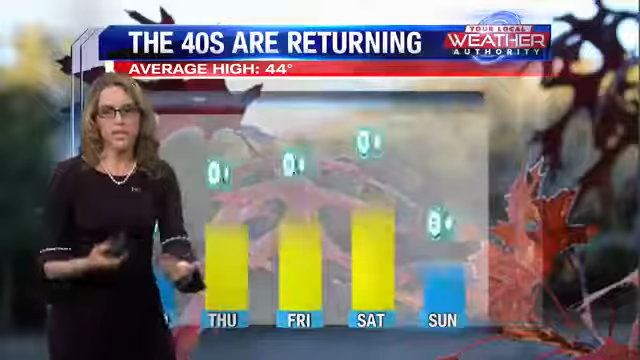 THE 40S ARE RETURNING
YOUR LOCAL
WEATHER
AUTHORITY
AVERAGE HIGH: 44°
THU
FRI
SAT
SUN